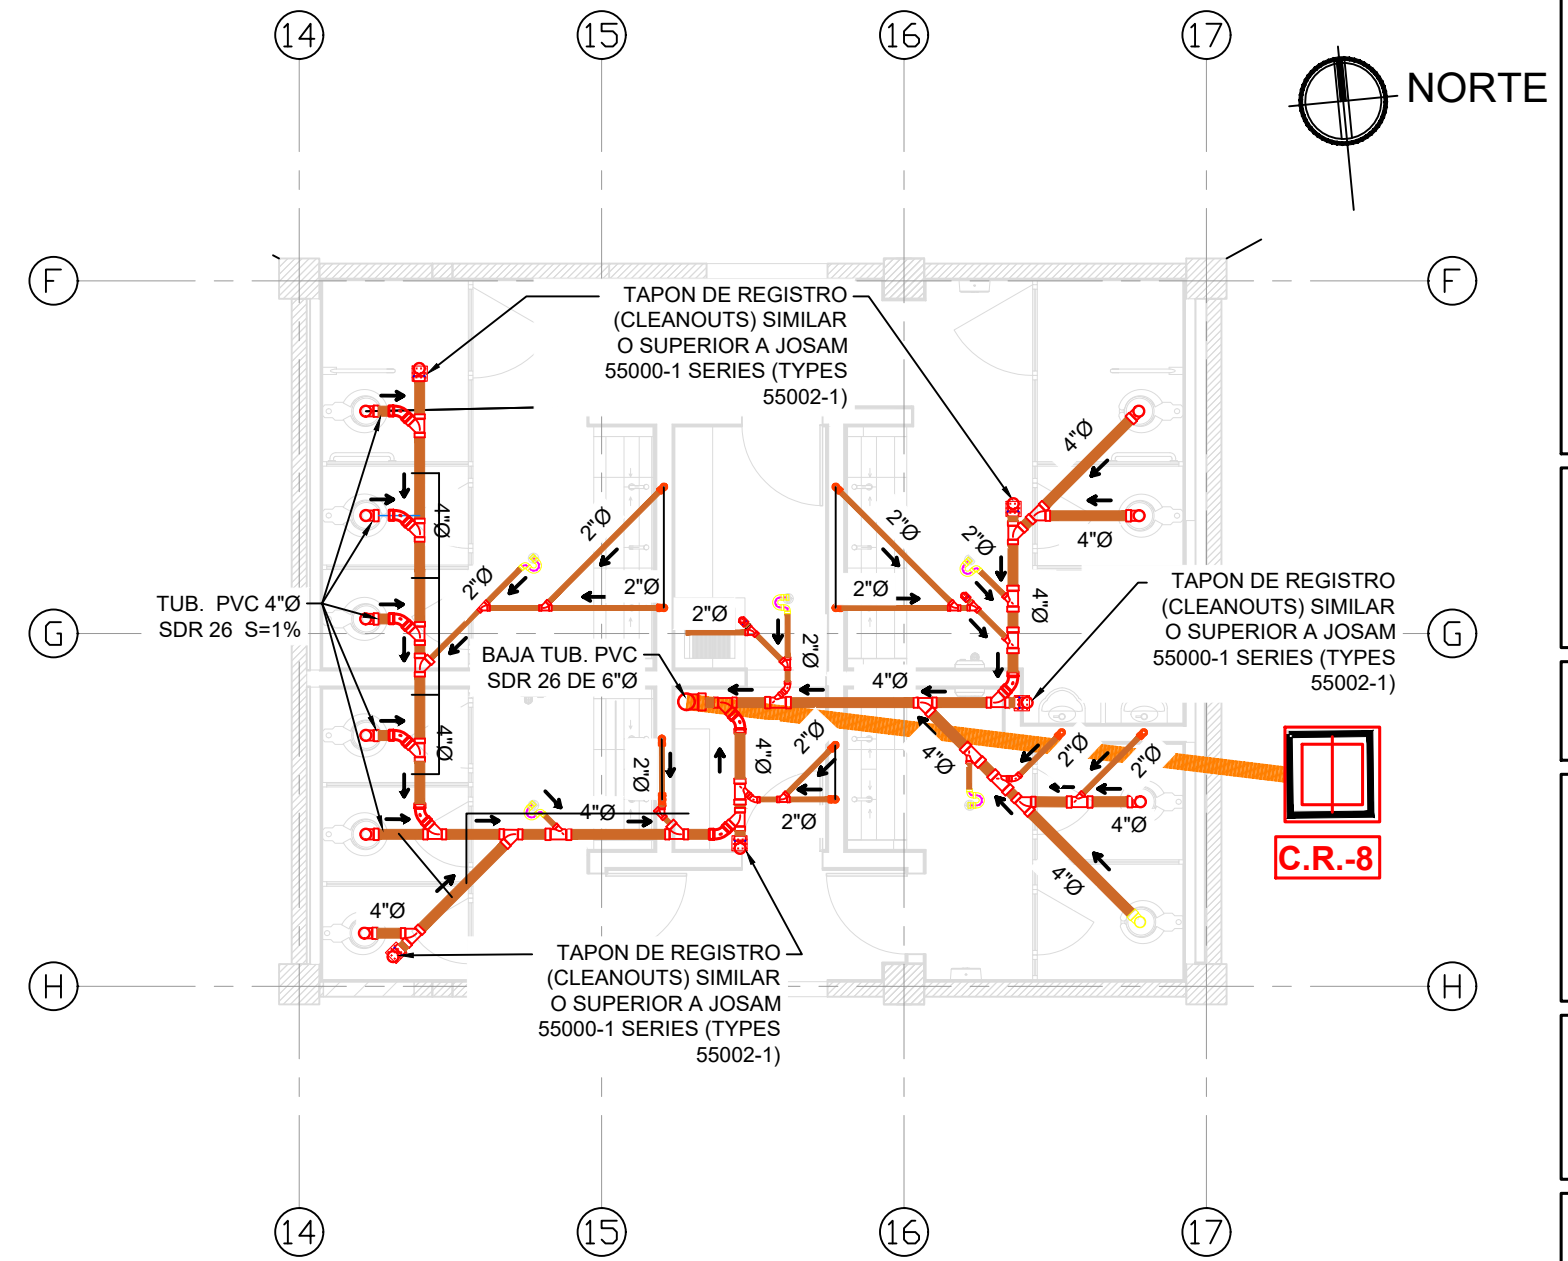 14
15
16
17
NORTE
F
F
TAPON DE REGISTRO
(CLEANOUTS) SIMILAR
O SUPERIOR A JOSAM
55000-1 SERIES (TYPES
55002-1)
4"Ø
4"Ø
2"Ø
2"Ø
4"Ø
2"Ø
2"Ø
2"Ø
4"Ø
TUB. PVC 4"Ø
SDR 26 S=1%
2"Ø
TAPON DE REGISTRO
(CLEANOUTS) SIMILAR
O SUPERIOR A JOSAM
55000-1 SERIES (TYPES
55002-1)
G
G
2"Ø
BAJA TUB. PVC
SDR 26 DE 6"Ø
4"Ø
4"Ø
2"Ø
4"Ø
2"Ø
4"Ø
2"Ø
2"Ø
4"Ø
2"Ø
4"Ø
C.R.-8
4"Ø
4"Ø
TAPON DE REGISTRO
(CLEANOUTS) SIMILAR
O SUPERIOR A JOSAM
55000-1 SERIES (TYPES
55002-1)
H
H
14
15
16
17